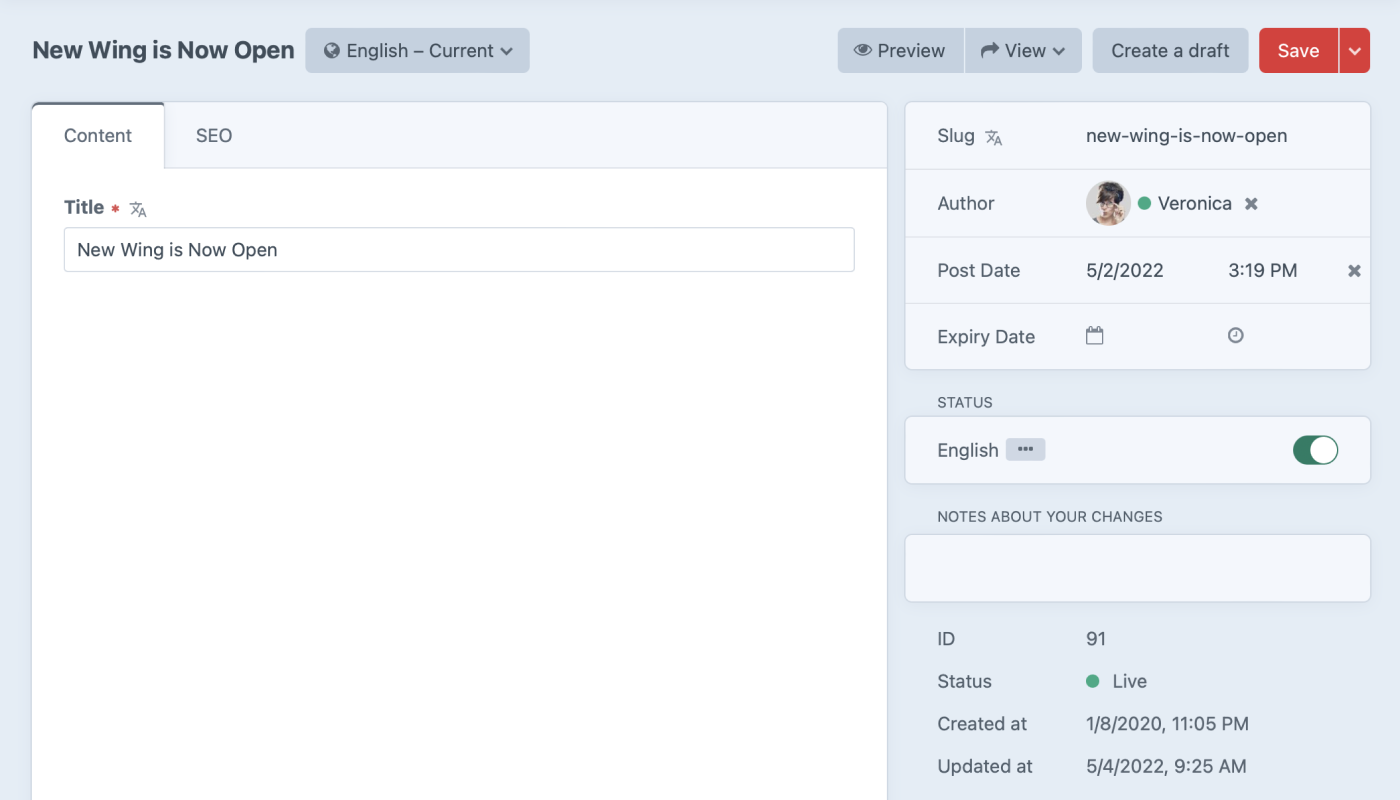 New Wing is Now Open
English – Current
Preview
View
Create a draft
Save
Content
SEO
Title *
New Wing is Now Open
Slug
new-wing-is-now-open
Author
Veronica
Post Date
5/2/2022
3:19 PM
Expiry Date
STATUS
English
NOTES ABOUT YOUR CHANGES
ID
91
Status
Live
Created at
1/8/2020, 11:05 PM
Updated at
5/4/2022, 9:25 AM